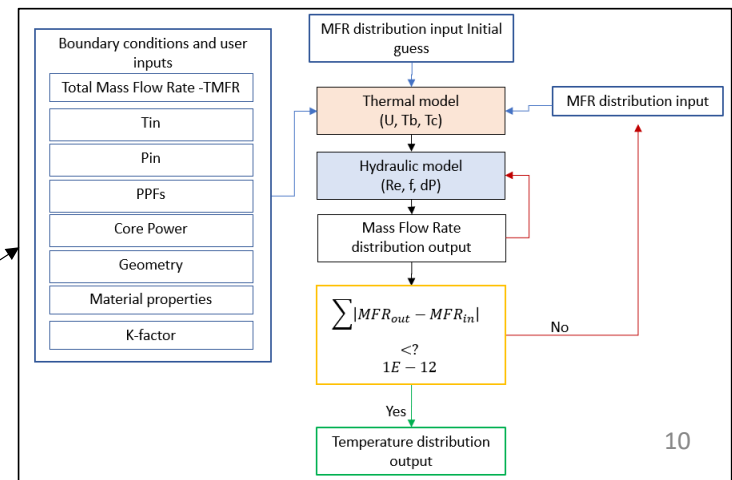 Boundary conditions and user
inputs
Total Mass Flow Rate -TMFR
Tin
Pin
PPFs
Core Power
Geometry
Material properties
K-factor
MFR distribution input Initial
guess
Thermal model
(U, Tb, Tc)
MFR distribution input
Hydraulic model
(Re, f, dP)
Mass Flow Rate
distribution output
∑|MFR_out − MFR_in|
<?
1E − 12
No
Yes
Temperature distribution
output
10